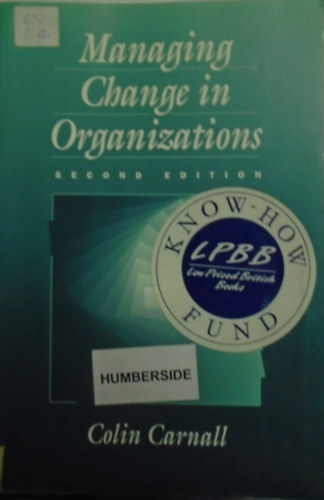 Managing
Change in
Organizations
SECOND EDITION
KNOW-HOW
LPBB
Low Priced British
Books
FUND
HUMBERSIDE
Colin Carnall